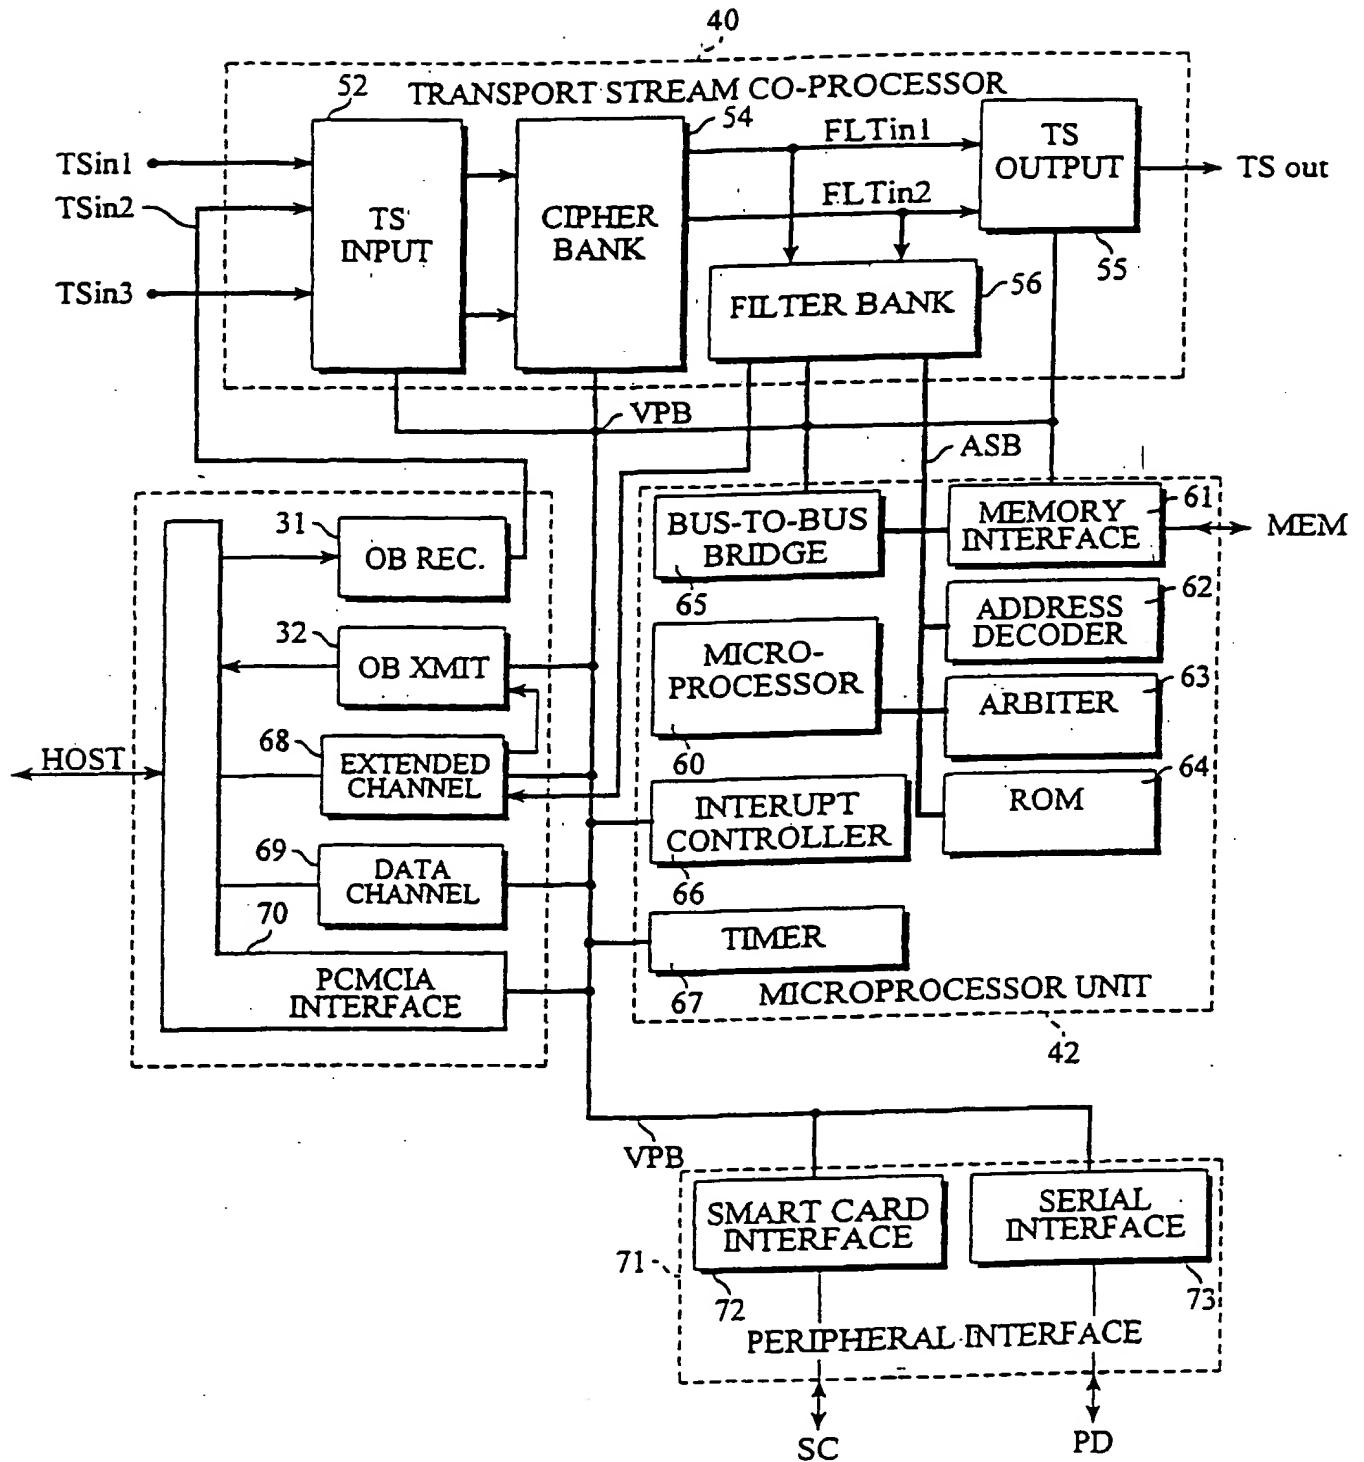 40
TRANSPORT STREAM CO-PROCESSOR
52
54
TSin1
TSin2
TSin3
TS
INPUT
CIPHER
BANK
FLTin1
FLTin2
TS
OUTPUT
TS out
55
56
FILTER BANK
VPB
ASB
31
OB REC.
32
OB XMIT
68
EXTENDED
CHANNEL
HOST
69
DATA
CHANNEL
70
PCMCIA
INTERFACE
BUS-TO-BUS
BRIDGE
65
MEMORY
INTERFACE
61
MEM
ADDRESS
DECODER
62
MICRO-
PROCESSOR
60
ARBITER
63
INTERUPT
CONTROLLER
66
ROM
64
TIMER
67
MICROPROCESSOR UNIT
42
VPB
SMART CARD
INTERFACE
72
SERIAL
INTERFACE
73
71
PERIPHERAL INTERFACE
SC
PD